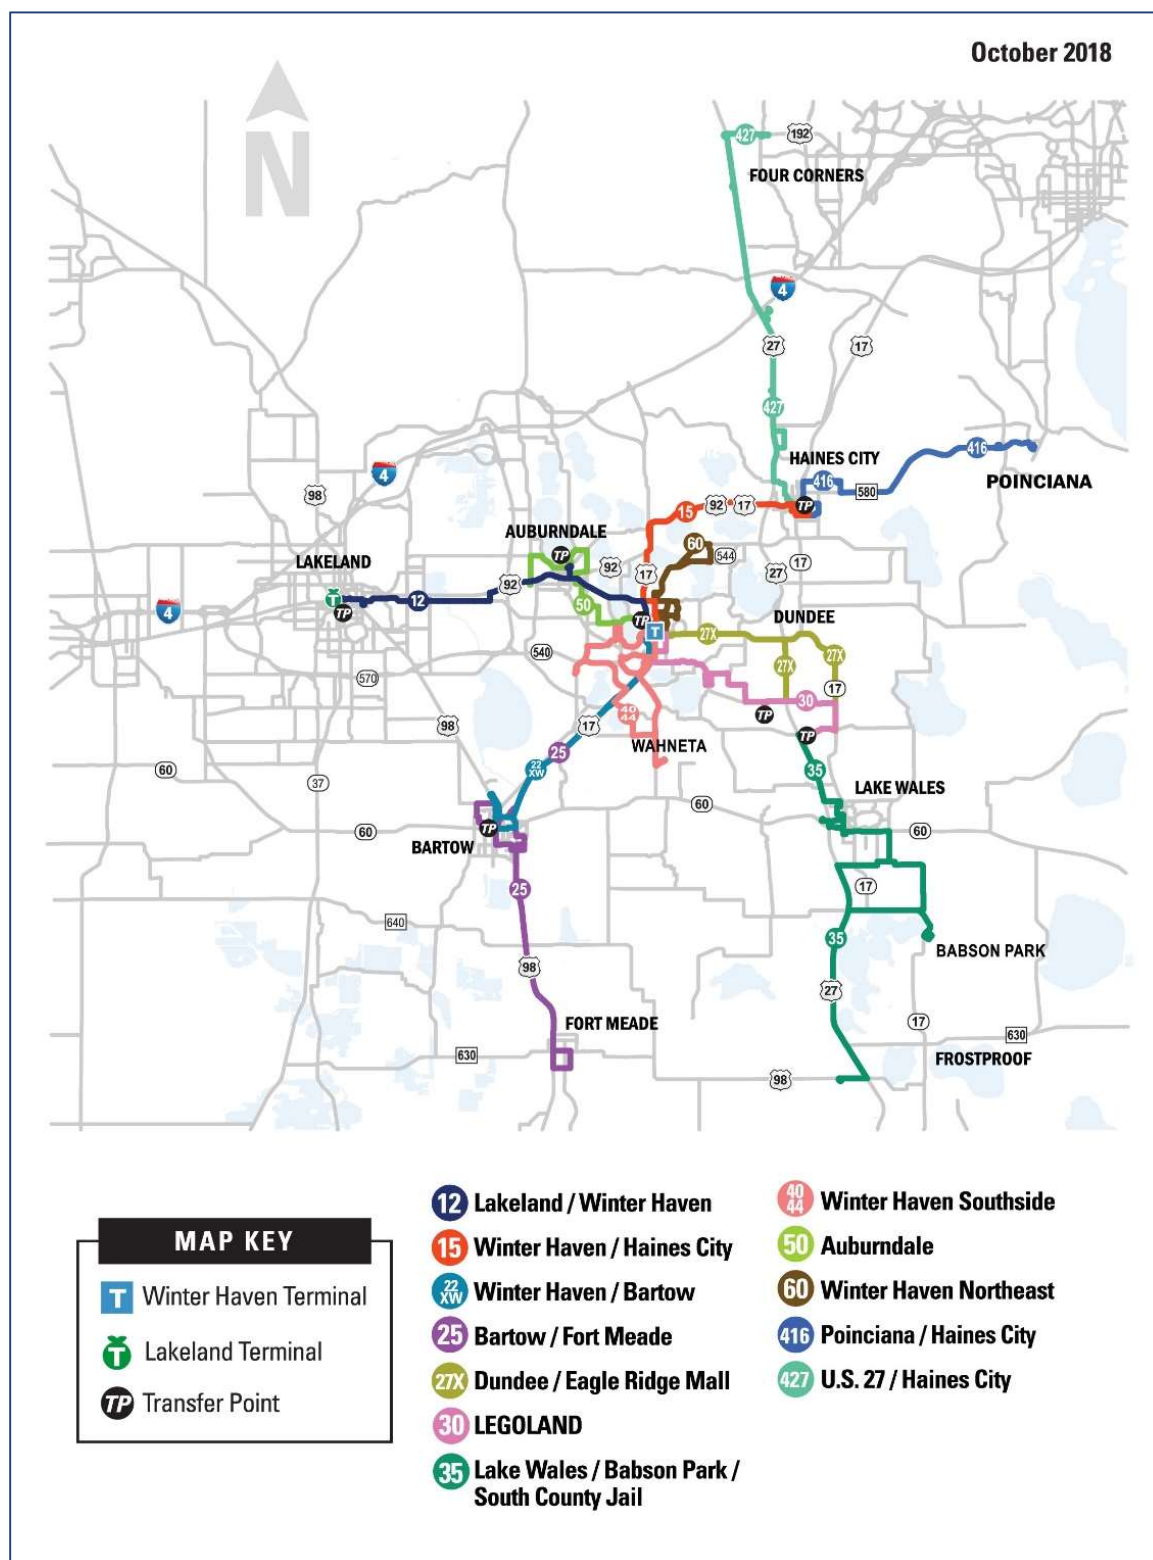 October 2018
N
427
192
FOUR CORNERS
4
27
17
427
HAINES CITY
416
416
580
POINCIANA
4
98
TP
15
92
17
AUBURNDALE
TP
60
544
92
17
27
17
LAKELAND
92
T
TP
12
4
50
TP
T
DUNDEE
27X
27X
27X
540
570
17
30
40
44
TP
98
17
TP
WAHNETA
25
22
XW
60
37
35
LAKE WALES
60
60
60
TP
BARTOW
25
17
640
35
BABSON PARK
98
27
FORT MEADE
17
630
630
FROSTPROOF
98
MAP KEY
T Winter Haven Terminal
T Lakeland Terminal
TP Transfer Point
12 Lakeland / Winter Haven
15 Winter Haven / Haines City
22
XW Winter Haven / Bartow
25 Bartow / Fort Meade
27X Dundee / Eagle Ridge Mall
30 LEGOLAND
35 Lake Wales / Babson Park /
South County Jail
40
44 Winter Haven Southside
50 Auburndale
60 Winter Haven Northeast
416 Poinciana / Haines City
427 U.S. 27 / Haines City